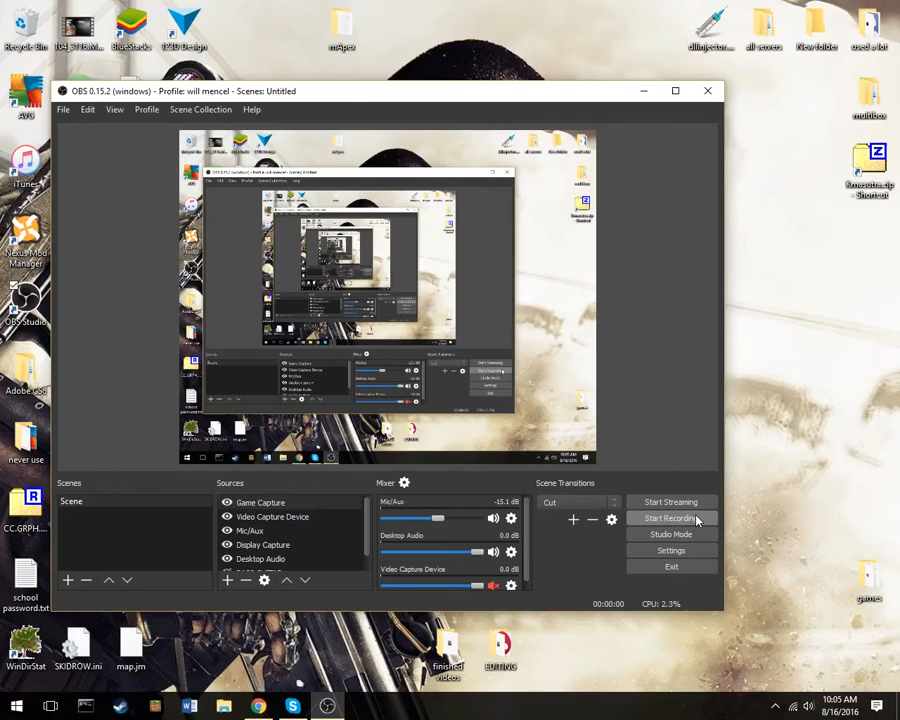 Recycle Bin
104_3116.M...
BlueStacks
123D Design
mApex
dllinjector....
all servers
New folder
used a lot
OBS 0.15.2 (windows) - Profile: will mencel - Scenes: Untitled
File Edit View Profile Scene Collection Help
AVG
multibox
iTunes
Kmasutra.zip
- Shortcut
Nexus Mod
Manager
OBS Studio
Adobe GC
never use
CC.GRPH...
school
password.txt
games
Scenes
Sources
Mixer
Scene Transitions
Scene
Game Capture
Video Capture Device
Mic/Aux
Display Capture
Desktop Audio
Mic/Aux -15.1 dB
Desktop Audio 0.0 dB
Video Capture Device 0.0 dB
Cut
Start Streaming
Start Recording
Studio Mode
Settings
Exit
00:00:00 CPU: 2.3%
WinDirStat
SKIDROW.ini
map.jm
finished
videos
EDITING
10:05 AM
8/16/2016